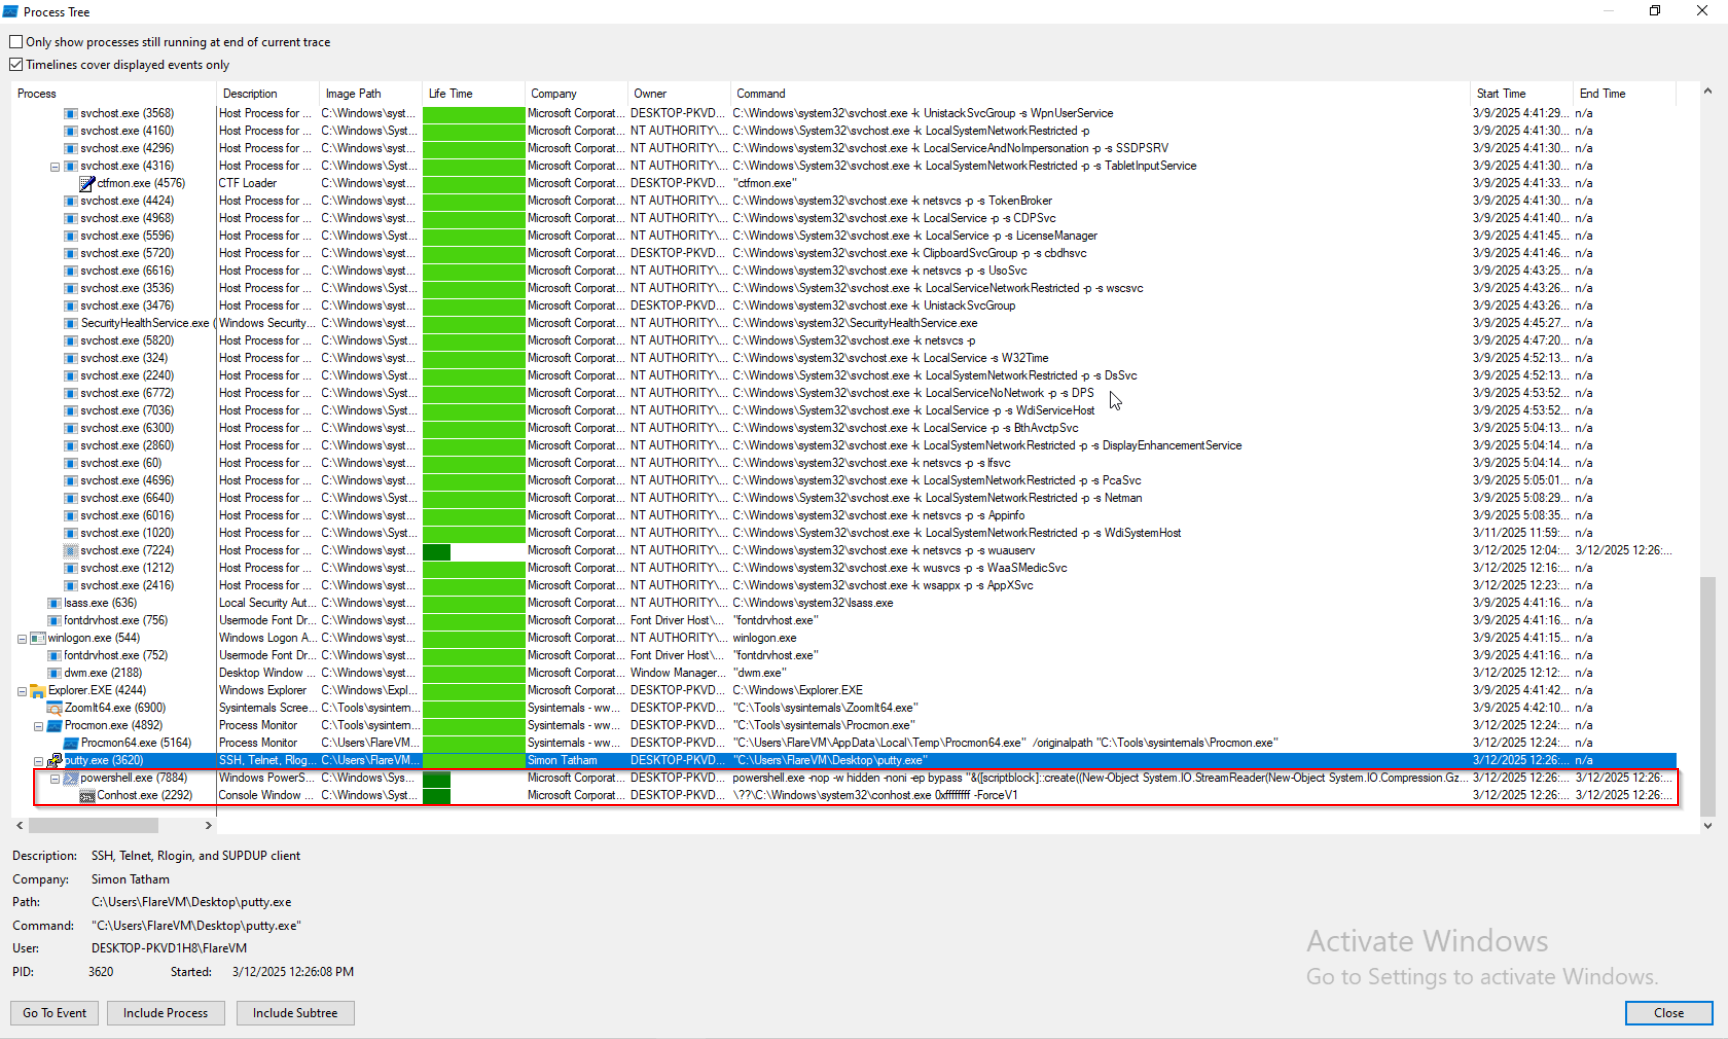 Process Tree
Only show processes still running at end of current trace
Timelines cover displayed events only
Process Description Image Path Life Time Company Owner Command Start Time End Time
svchost.exe (3568) Host Process for ... C:\Windows\syst... Microsoft Corporat... DESKTOP-PKVD... C:\Windows\system32\svchost.exe -k UnistackSvcGroup -s WpnUserService 3/9/2025 4:41:29... n/a
svchost.exe (4160) Host Process for ... C:\Windows\Syst... Microsoft Corporat... NT AUTHORITY\... C:\Windows\System32\svchost.exe -k LocalSystemNetworkRestricted -p 3/9/2025 4:41:30... n/a
svchost.exe (4296) Host Process for ... C:\Windows\syst... Microsoft Corporat... NT AUTHORITY\... C:\Windows\system32\svchost.exe -k LocalServiceAndNoImpersonation -p -s SSDPSRV 3/9/2025 4:41:30... n/a
svchost.exe (4316) Host Process for ... C:\Windows\Syst... Microsoft Corporat... NT AUTHORITY\... C:\Windows\System32\svchost.exe -k LocalSystemNetworkRestricted -p -s TabletInputService 3/9/2025 4:41:30... n/a
ctfmon.exe (4576) CTF Loader C:\Windows\syst... Microsoft Corporat... DESKTOP-PKVD... "ctfmon.exe" 3/9/2025 4:41:33... n/a
svchost.exe (4424) Host Process for ... C:\Windows\syst... Microsoft Corporat... NT AUTHORITY\... C:\Windows\system32\svchost.exe -k netsvcs -p -s TokenBroker 3/9/2025 4:41:30... n/a
svchost.exe (4968) Host Process for ... C:\Windows\syst... Microsoft Corporat... NT AUTHORITY\... C:\Windows\system32\svchost.exe -k LocalService -p -s CDPSvc 3/9/2025 4:41:40... n/a
svchost.exe (5596) Host Process for ... C:\Windows\Syst... Microsoft Corporat... NT AUTHORITY\... C:\Windows\System32\svchost.exe -k LocalService -p -s LicenseManager 3/9/2025 4:41:45... n/a
svchost.exe (5720) Host Process for ... C:\Windows\syst... Microsoft Corporat... DESKTOP-PKVD... C:\Windows\system32\svchost.exe -k ClipboardSvcGroup -p -s cbdhsvc 3/9/2025 4:41:46... n/a
svchost.exe (6616) Host Process for ... C:\Windows\syst... Microsoft Corporat... NT AUTHORITY\... C:\Windows\system32\svchost.exe -k netsvcs -p -s UsoSvc 3/9/2025 4:43:25... n/a
svchost.exe (3536) Host Process for ... C:\Windows\Syst... Microsoft Corporat... NT AUTHORITY\... C:\Windows\System32\svchost.exe -k LocalServiceNetworkRestricted -p -s wscsvc 3/9/2025 4:43:26... n/a
svchost.exe (3476) Host Process for ... C:\Windows\syst... Microsoft Corporat... DESKTOP-PKVD... C:\Windows\system32\svchost.exe -k UnistackSvcGroup 3/9/2025 4:43:26... n/a
SecurityHealthService.exe ( Windows Security... C:\Windows\syst... Microsoft Corporat... NT AUTHORITY\... C:\Windows\system32\SecurityHealthService.exe 3/9/2025 4:45:27... n/a
svchost.exe (5820) Host Process for ... C:\Windows\syst... Microsoft Corporat... NT AUTHORITY\... C:\Windows\System32\svchost.exe -k netsvcs -p 3/9/2025 4:47:20... n/a
svchost.exe (324) Host Process for ... C:\Windows\syst... Microsoft Corporat... NT AUTHORITY\... C:\Windows\system32\svchost.exe -k LocalService -s W32Time 3/9/2025 4:52:13... n/a
svchost.exe (2240) Host Process for ... C:\Windows\Syst... Microsoft Corporat... NT AUTHORITY\... C:\Windows\System32\svchost.exe -k LocalSystemNetworkRestricted -p -s DsSvc 3/9/2025 4:52:13... n/a
svchost.exe (6772) Host Process for ... C:\Windows\Syst... Microsoft Corporat... NT AUTHORITY\... C:\Windows\System32\svchost.exe -k LocalServiceNoNetwork -p -s DPS 3/9/2025 4:53:52... n/a
svchost.exe (7036) Host Process for ... C:\Windows\Syst... Microsoft Corporat... NT AUTHORITY\... C:\Windows\System32\svchost.exe -k LocalService -p -s WdiServiceHost 3/9/2025 4:53:52... n/a
svchost.exe (6300) Host Process for ... C:\Windows\syst... Microsoft Corporat... NT AUTHORITY\... C:\Windows\system32\svchost.exe -k LocalService -p -s BthAvctpSvc 3/9/2025 5:04:13... n/a
svchost.exe (2860) Host Process for ... C:\Windows\Syst... Microsoft Corporat... NT AUTHORITY\... C:\Windows\System32\svchost.exe -k LocalSystemNetworkRestricted -p -s DisplayEnhancementService 3/9/2025 5:04:14... n/a
svchost.exe (60) Host Process for ... C:\Windows\Syst... Microsoft Corporat... NT AUTHORITY\... C:\Windows\System32\svchost.exe -k netsvcs -p -s lfsvc 3/9/2025 5:04:14... n/a
svchost.exe (4696) Host Process for ... C:\Windows\syst... Microsoft Corporat... NT AUTHORITY\... C:\Windows\system32\svchost.exe -k LocalSystemNetworkRestricted -p -s PcaSvc 3/9/2025 5:05:01... n/a
svchost.exe (6640) Host Process for ... C:\Windows\Syst... Microsoft Corporat... NT AUTHORITY\... C:\Windows\System32\svchost.exe -k LocalSystemNetworkRestricted -p -s Netman 3/9/2025 5:08:29... n/a
svchost.exe (6016) Host Process for ... C:\Windows\syst... Microsoft Corporat... NT AUTHORITY\... C:\Windows\system32\svchost.exe -k netsvcs -p -s Appinfo 3/9/2025 5:08:35... n/a
svchost.exe (1020) Host Process for ... C:\Windows\Syst... Microsoft Corporat... NT AUTHORITY\... C:\Windows\System32\svchost.exe -k LocalSystemNetworkRestricted -p -s WdiSystemHost 3/11/2025 11:59:... n/a
svchost.exe (7224) Host Process for ... C:\Windows\syst... Microsoft Corporat... NT AUTHORITY\... C:\Windows\system32\svchost.exe -k netsvcs -p -s wuauserv 3/12/2025 12:04:... 3/12/2025 12:26:...
svchost.exe (1212) Host Process for ... C:\Windows\syst... Microsoft Corporat... NT AUTHORITY\... C:\Windows\system32\svchost.exe -k wusvcs -p -s WaaSMedicSvc 3/12/2025 12:16:... n/a
svchost.exe (2416) Host Process for ... C:\Windows\syst... Microsoft Corporat... NT AUTHORITY\... C:\Windows\system32\svchost.exe -k wsappx -p -s AppXSvc 3/12/2025 12:23:... n/a
lsass.exe (636) Local Security Aut... C:\Windows\syst... Microsoft Corporat... NT AUTHORITY\... C:\Windows\system32\lsass.exe 3/9/2025 4:41:16... n/a
fontdrvhost.exe (756) Usermode Font Dr... C:\Windows\syst... Microsoft Corporat... Font Driver Host\... "fontdrvhost.exe" 3/9/2025 4:41:16... n/a
winlogon.exe (544) Windows Logon A... C:\Windows\syst... Microsoft Corporat... NT AUTHORITY\... winlogon.exe 3/9/2025 4:41:15... n/a
fontdrvhost.exe (752) Usermode Font Dr... C:\Windows\syst... Microsoft Corporat... Font Driver Host\... "fontdrvhost.exe" 3/9/2025 4:41:16... n/a
dwm.exe (2188) Desktop Window ... C:\Windows\syst... Microsoft Corporat... Window Manager... "dwm.exe" 3/12/2025 12:12:... n/a
Explorer.EXE (4244) Windows Explorer C:\Windows\Expl... Microsoft Corporat... DESKTOP-PKVD... C:\Windows\Explorer.EXE 3/9/2025 4:41:42... n/a
ZoomIt64.exe (6900) Sysinternals Scree... C:\Tools\sysintern... Sysinternals - ww... DESKTOP-PKVD... "C:\Tools\sysinternals\ZoomIt64.exe" 3/9/2025 4:42:10... n/a
Procmon.exe (4892) Process Monitor C:\Tools\sysintern... Sysinternals - ww... DESKTOP-PKVD... "C:\Tools\sysinternals\Procmon.exe" 3/12/2025 12:24:... n/a
Procmon64.exe (5164) Process Monitor C:\Users\FlareVM... Sysinternals - ww... DESKTOP-PKVD... "C:\Users\FlareVM\AppData\Local\Temp\Procmon64.exe" /originalpath "C:\Tools\sysinternals\Procmon.exe" 3/12/2025 12:24:... n/a
putty.exe (3620) SSH, Telnet, Rlog... C:\Users\FlareVM... Simon Tatham DESKTOP-PKVD... "C:\Users\FlareVM\Desktop\putty.exe" 3/12/2025 12:26:... n/a
powershell.exe (7884) Windows PowerS... C:\Windows\Sys... Microsoft Corporat... DESKTOP-PKVD... powershell.exe -nop -w hidden -noni -ep bypass "&([scriptblock]::create((New-Object System.IO.StreamReader(New-Object System.IO.Compression.Gz... 3/12/2025 12:26:... 3/12/2025 12:26:...
Conhost.exe (2292) Console Window ... C:\Windows\syst... Microsoft Corporat... DESKTOP-PKVD... \??\C:\Windows\system32\conhost.exe 0xffffffff -ForceV1 3/12/2025 12:26:... 3/12/2025 12:26:...
Description: SSH, Telnet, Rlogin, and SUPDUP client
Company: Simon Tatham
Path: C:\Users\FlareVM\Desktop\putty.exe
Command: "C:\Users\FlareVM\Desktop\putty.exe"
User: DESKTOP-PKVD1H8\FlareVM
PID: 3620 Started: 3/12/2025 12:26:08 PM
Activate Windows
Go to Settings to activate Windows.
Go To Event Include Process Include Subtree Close